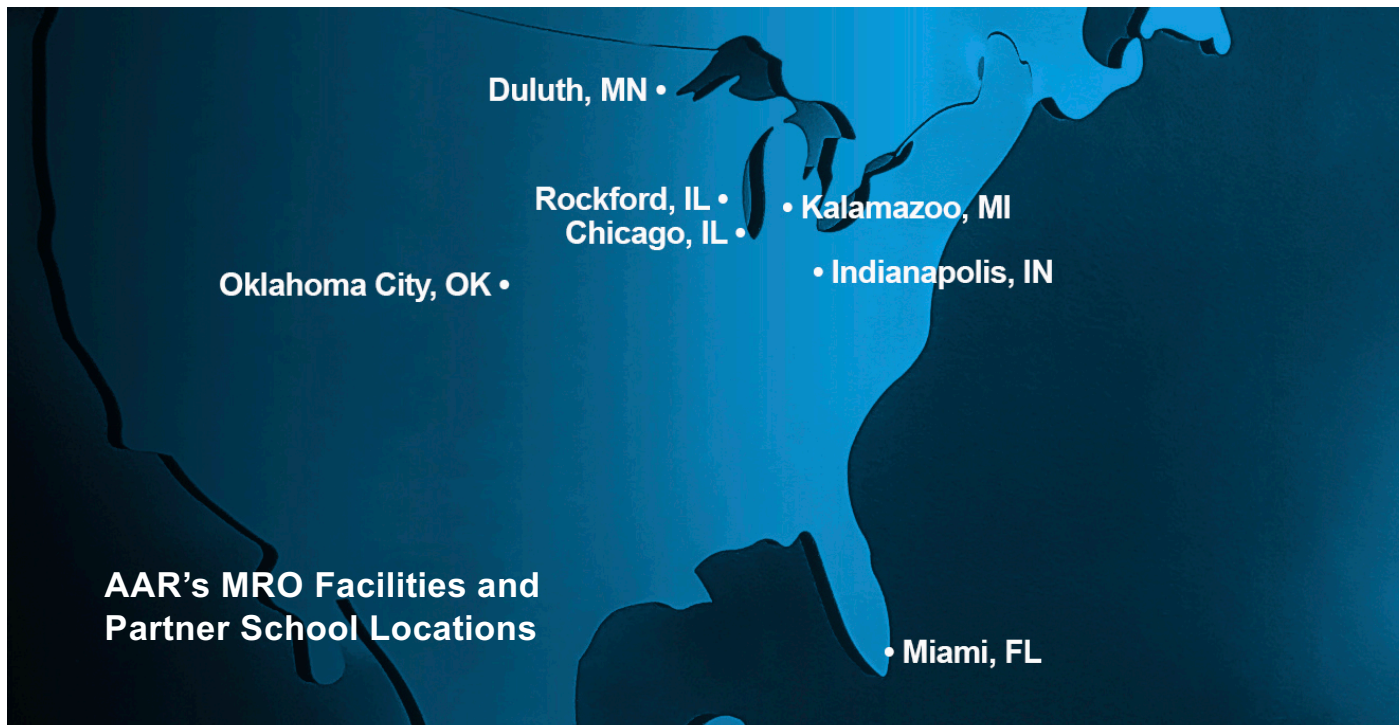 Duluth, MN •
Rockford, IL •
• Kalamazoo, MI
Chicago, IL •
• Indianapolis, IN
Oklahoma City, OK •
AAR’s MRO Facilities and
Partner School Locations
• Miami, FL